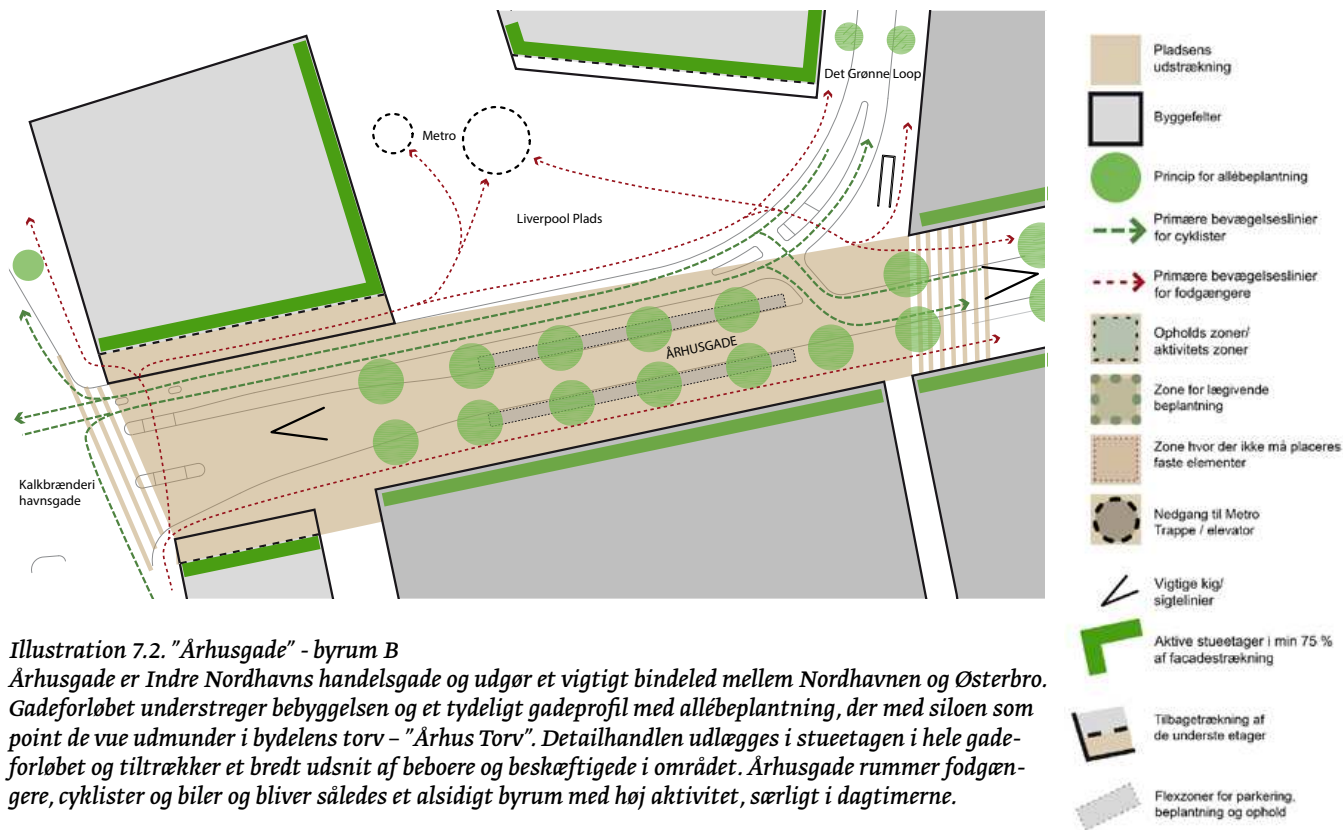 Det Grønne Loop
Metro
Liverpool Plads
ÅRHUSGADE
Kalkbrænderi
havnsgade
Pladsens
udstrækning
Byggefelter
Princip for allébeplantning
Primære bevægelseslinier
for cyklister
Primære bevægelseslinier
for fodgængere
Opholds zoner/
aktivitets zoner
Zone for lægivende
beplantning
Zone hvor der ikke må placeres
faste elementer
Nedgang til Metro
Trappe / elevator
Vigtige kig/
sigtelinier
Aktive stueetager i min 75 %
af facadestrækning
Tilbagetrækning af
de underste etager
Flexzoner for parkering,
beplantning og ophold
Illustration 7.2. ”Århusgade” - byrum B
Århusgade er Indre Nordhavns handelsgade og udgør et vigtigt bindeled mellem Nordhavnen og Østerbro.
Gadeforløbet understreger bebyggelsen og et tydeligt gadeprofil med allébeplantning, der med siloen som
point de vue udmunder i bydelens torv – ”Århus Torv”. Detailhandlen udlægges i stueetagen i hele gade-
forløbet og tiltrækker et bredt udsnit af beboere og beskæftigede i området. Århusgade rummer fodgæn-
gere, cyklister og biler og bliver således et alsidigt byrum med høj aktivitet, særligt i dagtimerne.